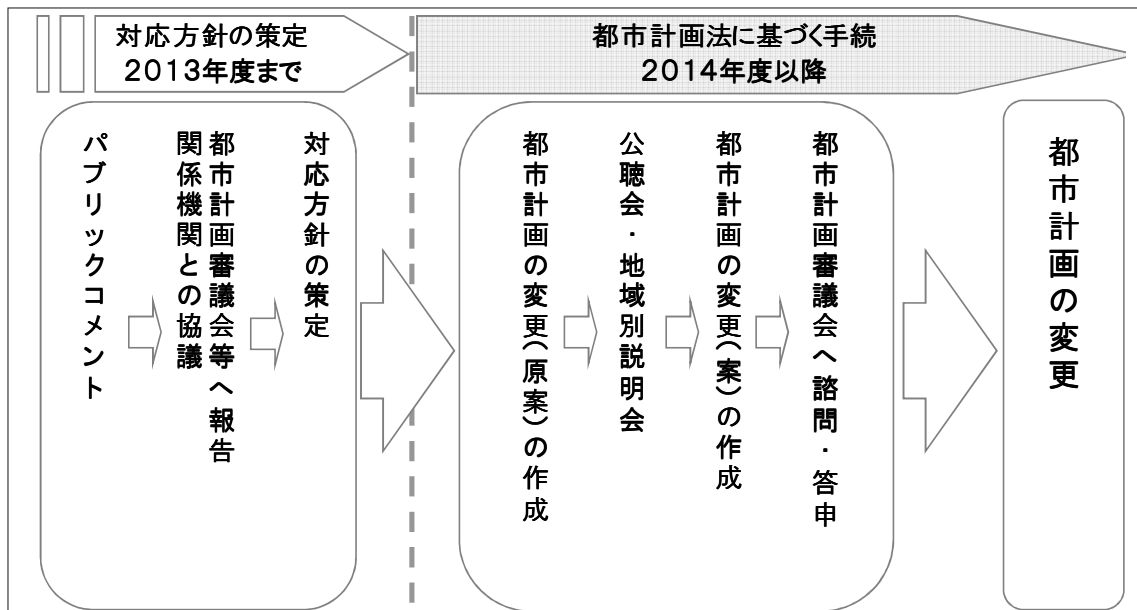 対応方針の策定
2013年度まで
都市計画法に基づく手続
2014年度以降
パブリックコメント
都市計画審議会等へ報告
関係機関との協議
対応方針の策定
都市計画の変更(原案)の作成
公聴会・地域別説明会
都市計画の変更(案)の作成
都市計画審議会へ諮問・答申
都市計画の変更